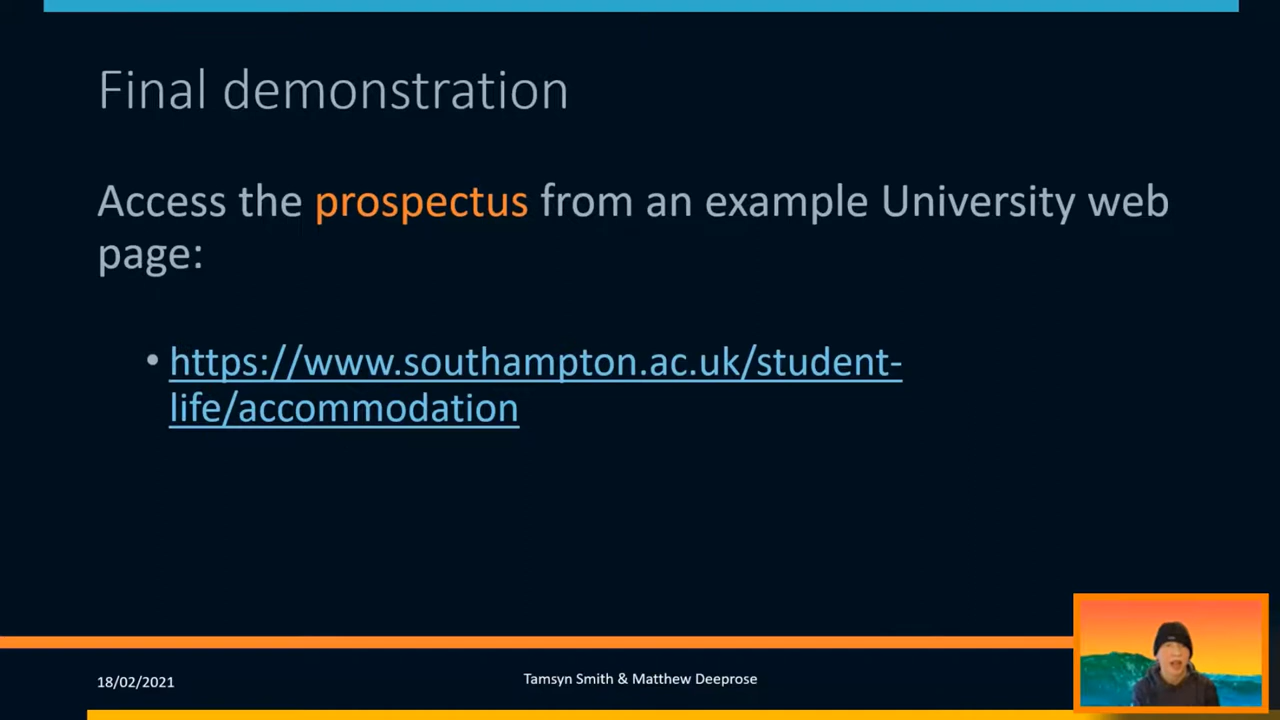 Final demonstration
Access the prospectus from an example University web
page:
• https://www.southampton.ac.uk/student-
life/accommodation
18/02/2021
Tamsyn Smith & Matthew Deeprose